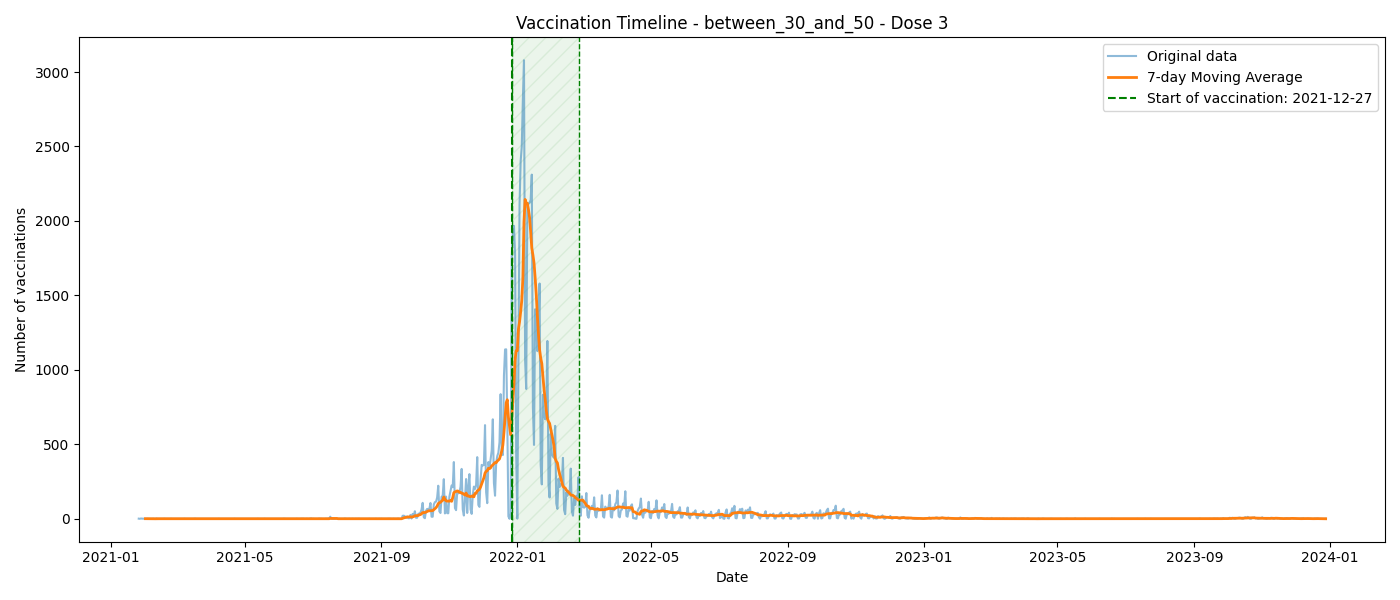 Vaccination Timeline - between_30_and_50 - Dose 3
Original data
7-day Moving Average
Start of vaccination: 2021-12-27
Number of vaccinations
3000
2500
2000
1500
1000
500
0
2021-01
2021-05
2021-09
2022-01
2022-05
2022-09
2023-01
2023-05
2023-09
2024-01
Date